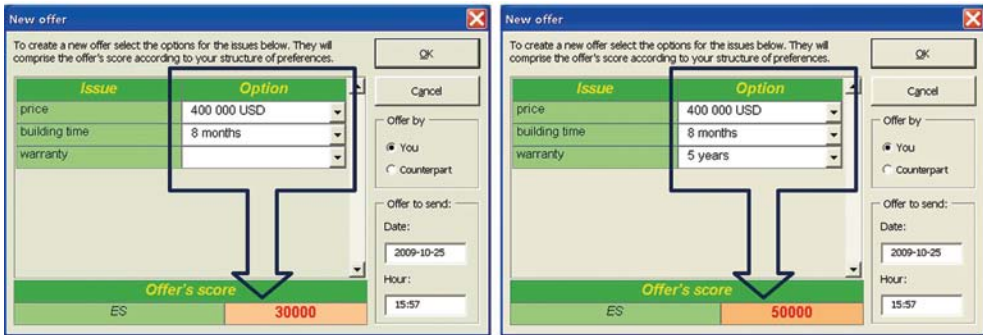 New offer
To create a new offer select the options for the issues below. They will
comprise the offer's score according to your structure of preferences.
OK
Cancel
Issue Option
price 400 000 USD
building time 8 months
warranty
Offer by
You
Counterpart
Offer to send:
Date:
2009-10-25
Hour:
15:57
Offer's score
ES 30000
New offer
To create a new offer select the options for the issues below. They will
comprise the offer's score according to your structure of preferences.
OK
Cancel
Issue Option
price 400 000 USD
building time 8 months
warranty 5 years
Offer by
You
Counterpart
Offer to send:
Date:
2009-10-25
Hour:
15:57
Offer's score
ES 50000